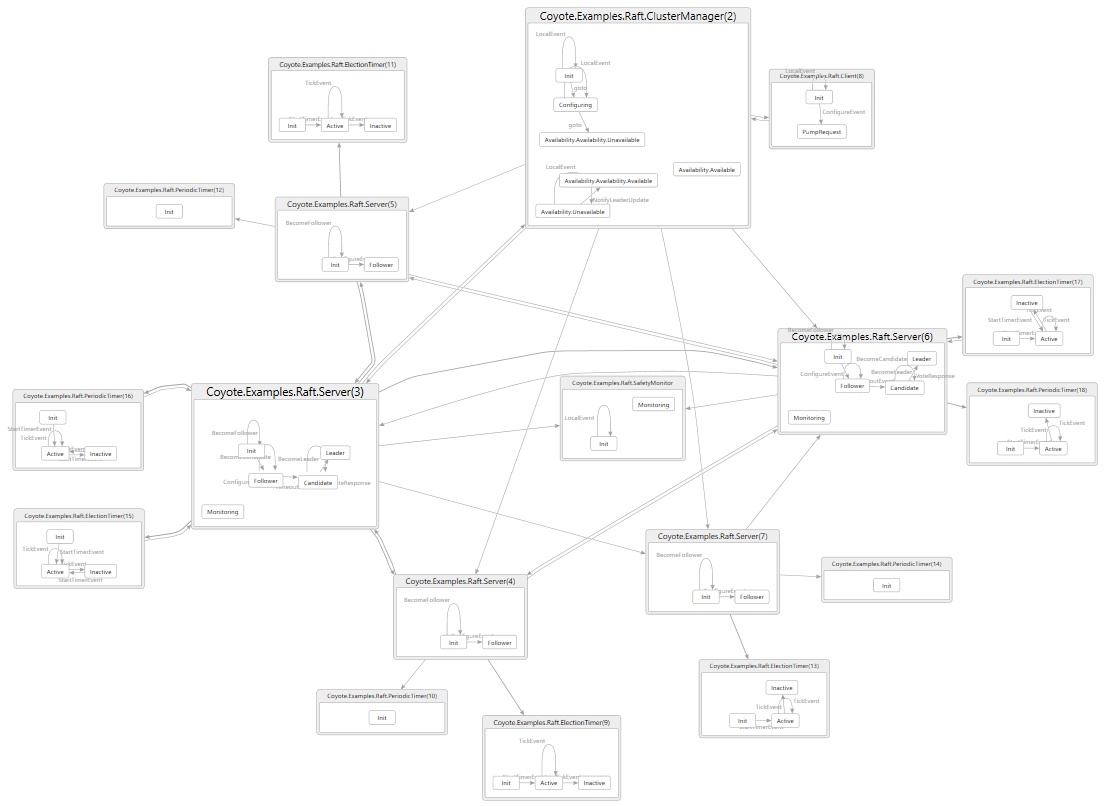 Coyote.Examples.Raft.ClusterManager(2)
LocalEvent
Init
LocalEvent
goto
Configuring
goto
Availability.Availability.Unavailable
LocalEvent
Availability.Available
Availability.Availability.Available
NotifyLeaderUpdate
Availability.Unavailable
Coyote.Examples.Raft.ElectionTimer(11)
TickEvent
Init
Active
Inactive
Coyote.Examples.Raft.Client(8)
LocalEvent
Init
ConfigureEvent
PumpRequest
Coyote.Examples.Raft.PeriodicTimer(12)
Init
Coyote.Examples.Raft.Server(5)
BecomeFollower
Init
Follower
Coyote.Examples.Raft.ElectionTimer(17)
Inactive
StartTimerEvent
TickEvent
Init
Active
Coyote.Examples.Raft.Server(6)
BecomeFollower
Init
BecomeCandidate
Leader
ConfigureEvent
BecomeLeader
VoteResponse
Follower
Candidate
Monitoring
Coyote.Examples.Raft.SafetyMonitor
Monitoring
LocalEvent
Init
Coyote.Examples.Raft.PeriodicTimer(18)
Inactive
TickEvent
TickEvent
Init
Active
Coyote.Examples.Raft.PeriodicTimer(16)
Init
StartTimerEvent
TickEvent
Active
Inactive
Coyote.Examples.Raft.Server(3)
BecomeFollower
Init
BecomeLeader
Leader
Follower
Candidate
Monitoring
Coyote.Examples.Raft.ElectionTimer(15)
Init
TickEvent
StartTimerEvent
Active
Inactive
StartTimerEvent
Coyote.Examples.Raft.Server(7)
BecomeFollower
Init
Follower
Coyote.Examples.Raft.PeriodicTimer(14)
Init
Coyote.Examples.Raft.Server(4)
BecomeFollower
Init
Follower
Coyote.Examples.Raft.PeriodicTimer(10)
Init
Coyote.Examples.Raft.ElectionTimer(13)
Inactive
TickEvent
TickEvent
Init
Active
StartTimerEvent
Coyote.Examples.Raft.ElectionTimer(9)
TickEvent
Init
Active
Inactive